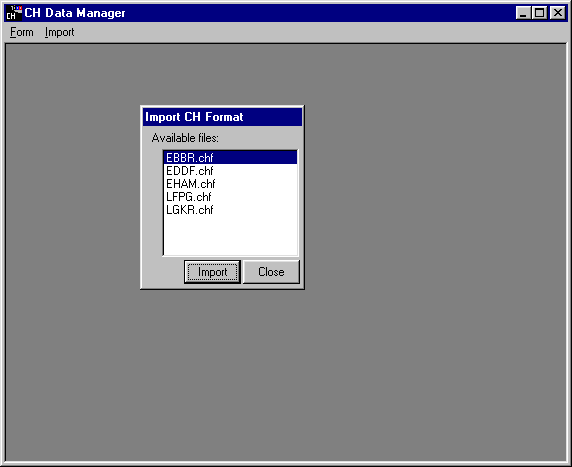 CH Data Manager
Form Import
Import CH Format
Available files:
EBBR.chf
EDDF.chf
EHAM.chf
LFPG.chf
LGKR.chf
Import Close